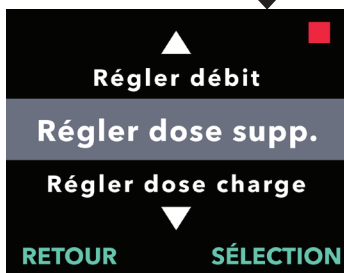 Régler débit
Régler dose supp.
Régler dose charge
RETOUR SÉLECTION